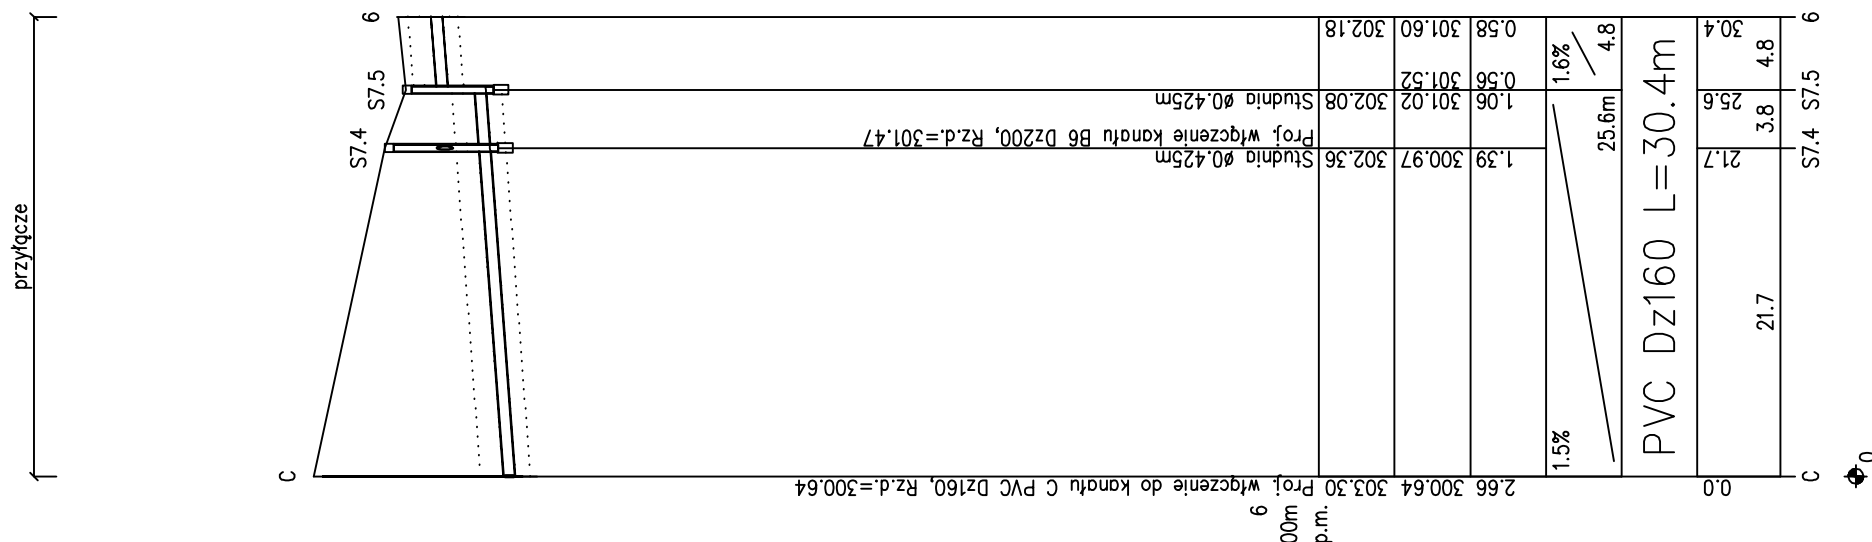 przyłącze
C
S7.4
S7.5
6
Proj. włączenie do kanału C PVC Dz160, Rz.d.=300.64
Studnia ø0.425m
Proj. włączenie kanału B6 Dz200, Rz.d.=301.47
Studnia ø0.425m
6
00m
p.m.
303.30
302.36
302.08
302.18
300.64
300.97
301.02
301.52
301.60
2.66
1.39
1.06
0.56
0.58
1.5%
25.6m
1.6%
4.8
PVC Dz160 L=30.4m
0.0
21.7
25.6
30.4
21.7
3.8
4.8
C
S7.4
S7.5
6
0